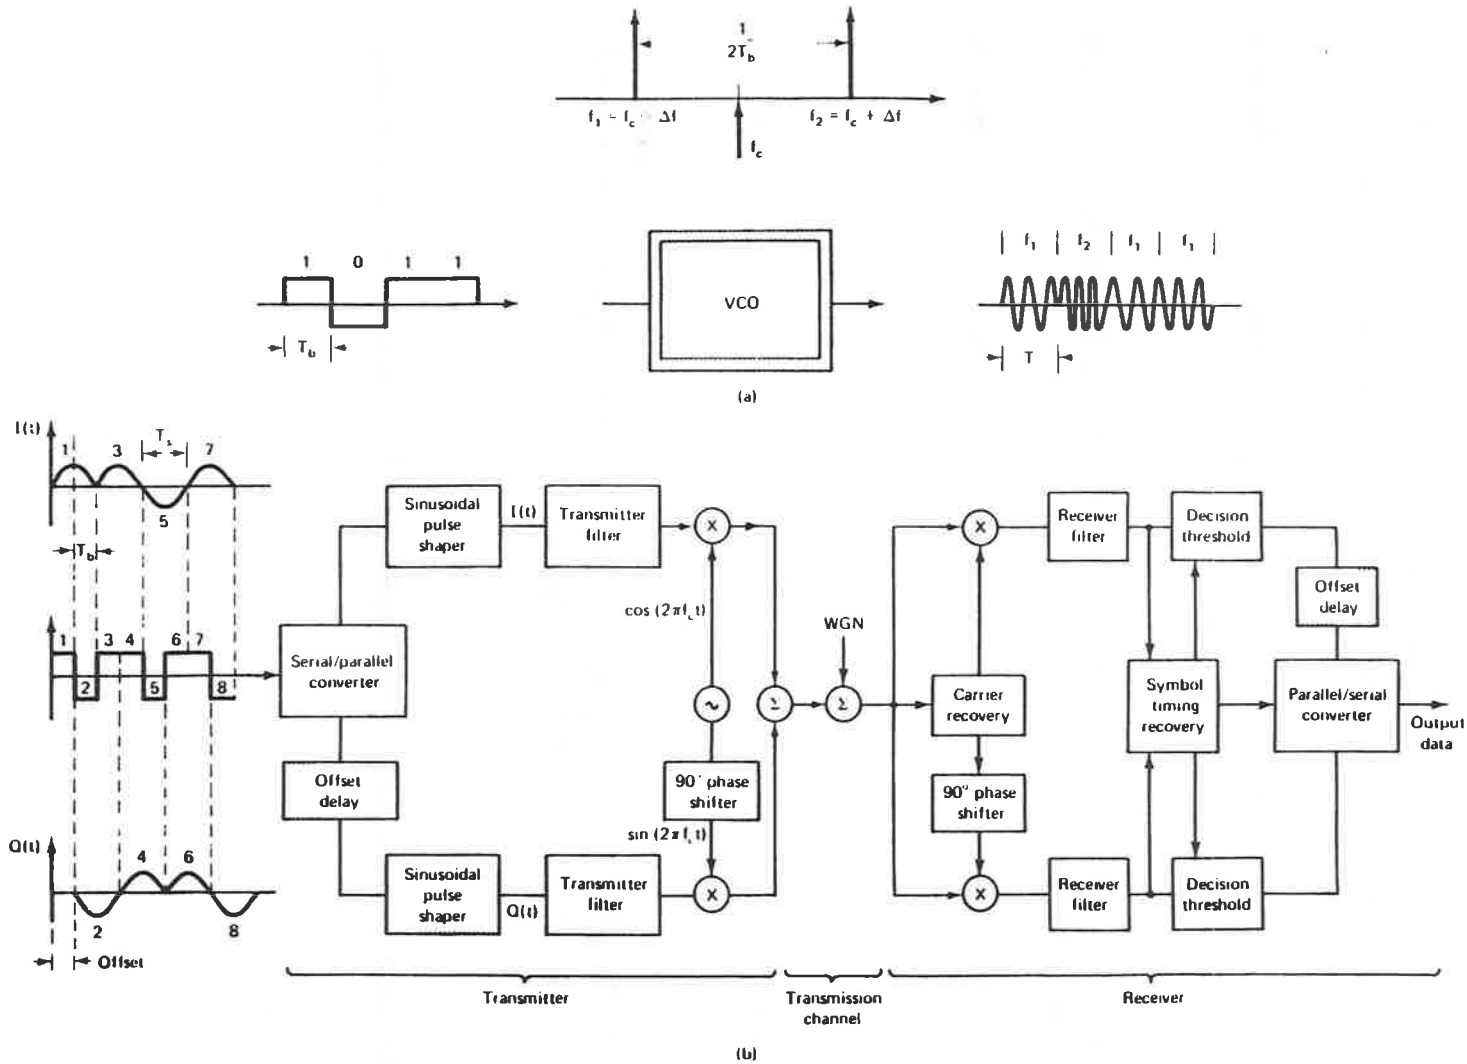 1
2T_b
f_1 = f_c - Δf
f_2 = f_c + Δf
f_c
1 0 1 1
T_b
VCO
f_1 f_2 f_1 f_1
T
(a)
I(t)
1 3 T_s 7
5
T_b
1 3 4 6 7
2 5 8
Q(t)
4 6
2 8
Offset
Serial/parallel
converter
Offset
delay
Sinusoidal
pulse
shaper
I(t)
Transmitter
filter
X
cos (2πf_c t)
~
90° phase
shifter
sin (2πf_c t)
Sinusoidal
pulse
shaper
Q(t)
Transmitter
filter
X
Σ
WGN
Σ
X
Carrier
recovery
90° phase
shifter
X
Receiver
filter
Decision
threshold
Offset
delay
Symbol
timing
recovery
Parallel/serial
converter
Output
data
Receiver
filter
Decision
threshold
Transmitter
Transmission
channel
Receiver
(b)